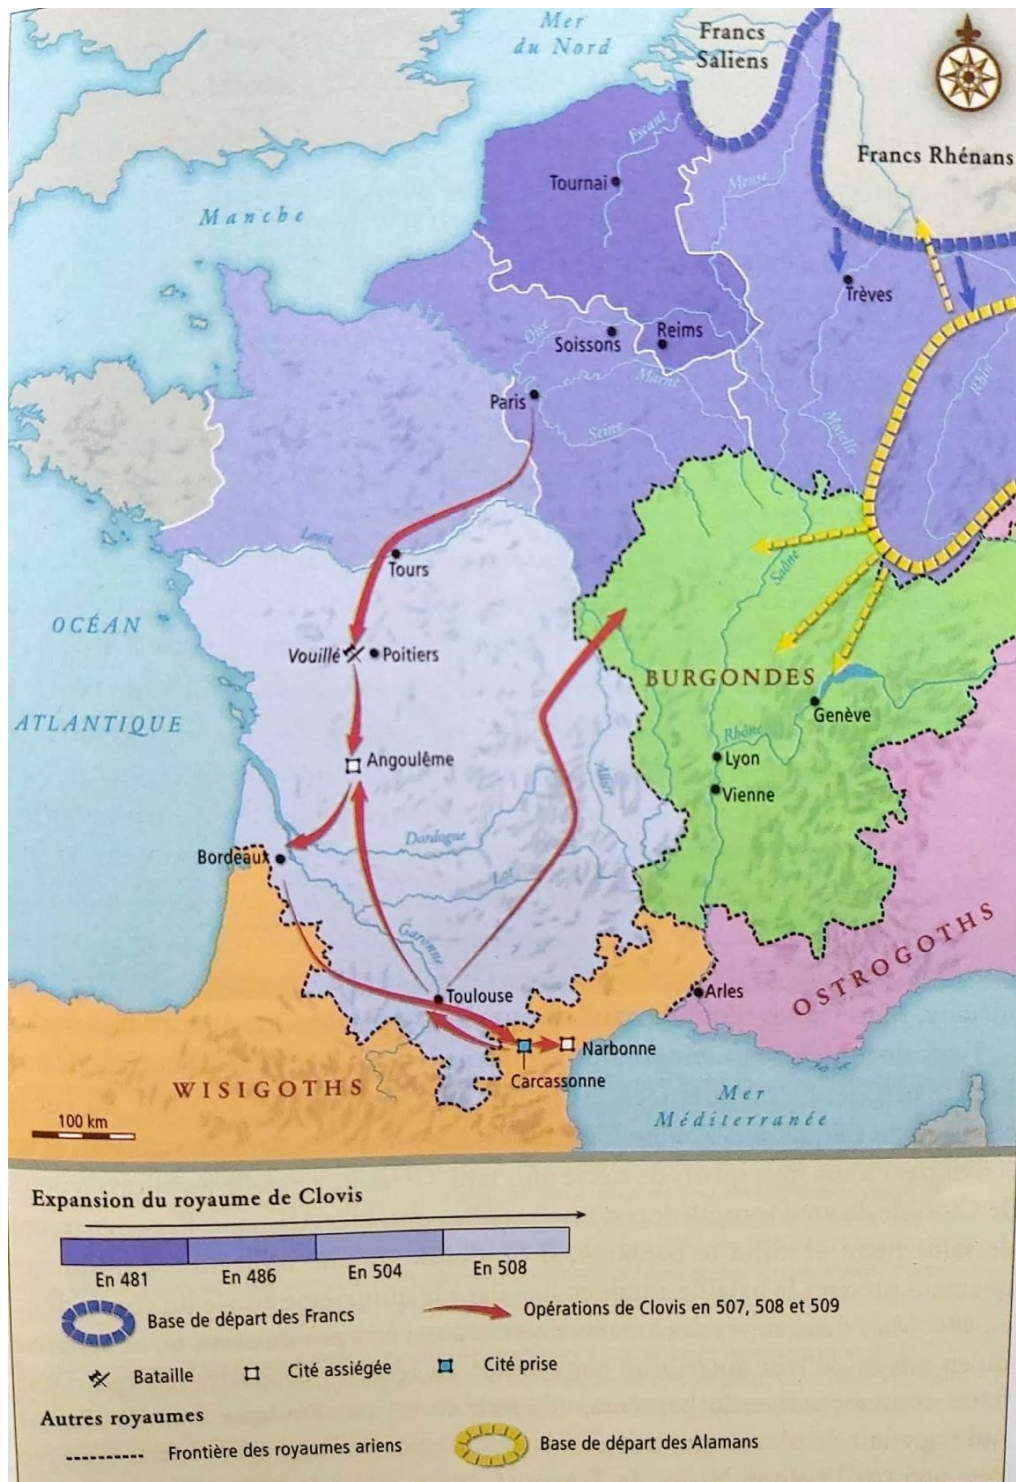 Mer
du Nord
Francs
Saliens
Francs Rhénans
Escaut
Tournai
Meuse
Manche
Trèves
Oise
Soissons
Reims
Marne
Rhin
Paris
Seine
Moselle
Loire
Tours
Saône
OCÉAN
ATLANTIQUE
Vouillé
Poitiers
BURGONDES
Genève
Rhône
Angoulême
Lyon
Allier
Vienne
Dordogne
Bordeaux
Lot
Garonne
OSTROGOTHS
Toulouse
Arles
Narbonne
Carcassonne
WISIGOTHS
Mer
Méditerranée
100 km
Expansion du royaume de Clovis
En 481 En 486 En 504 En 508
Base de départ des Francs Opérations de Clovis en 507, 508 et 509
Bataille Cité assiégée Cité prise
Autres royaumes
Frontière des royaumes ariens Base de départ des Alamans